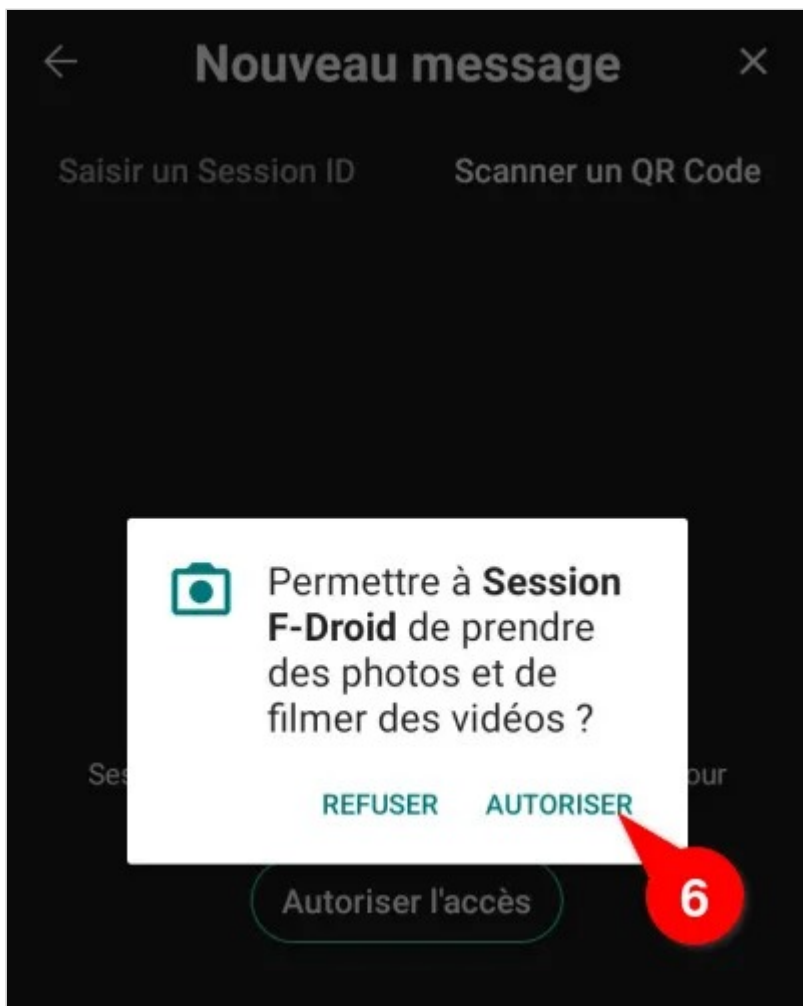 Nouveau message
Saisir un Session ID
Scanner un QR Code
Permettre à Session
F-Droid de prendre
des photos et de
filmer des vidéos ?
REFUSER AUTORISER
Autoriser l'accès
6